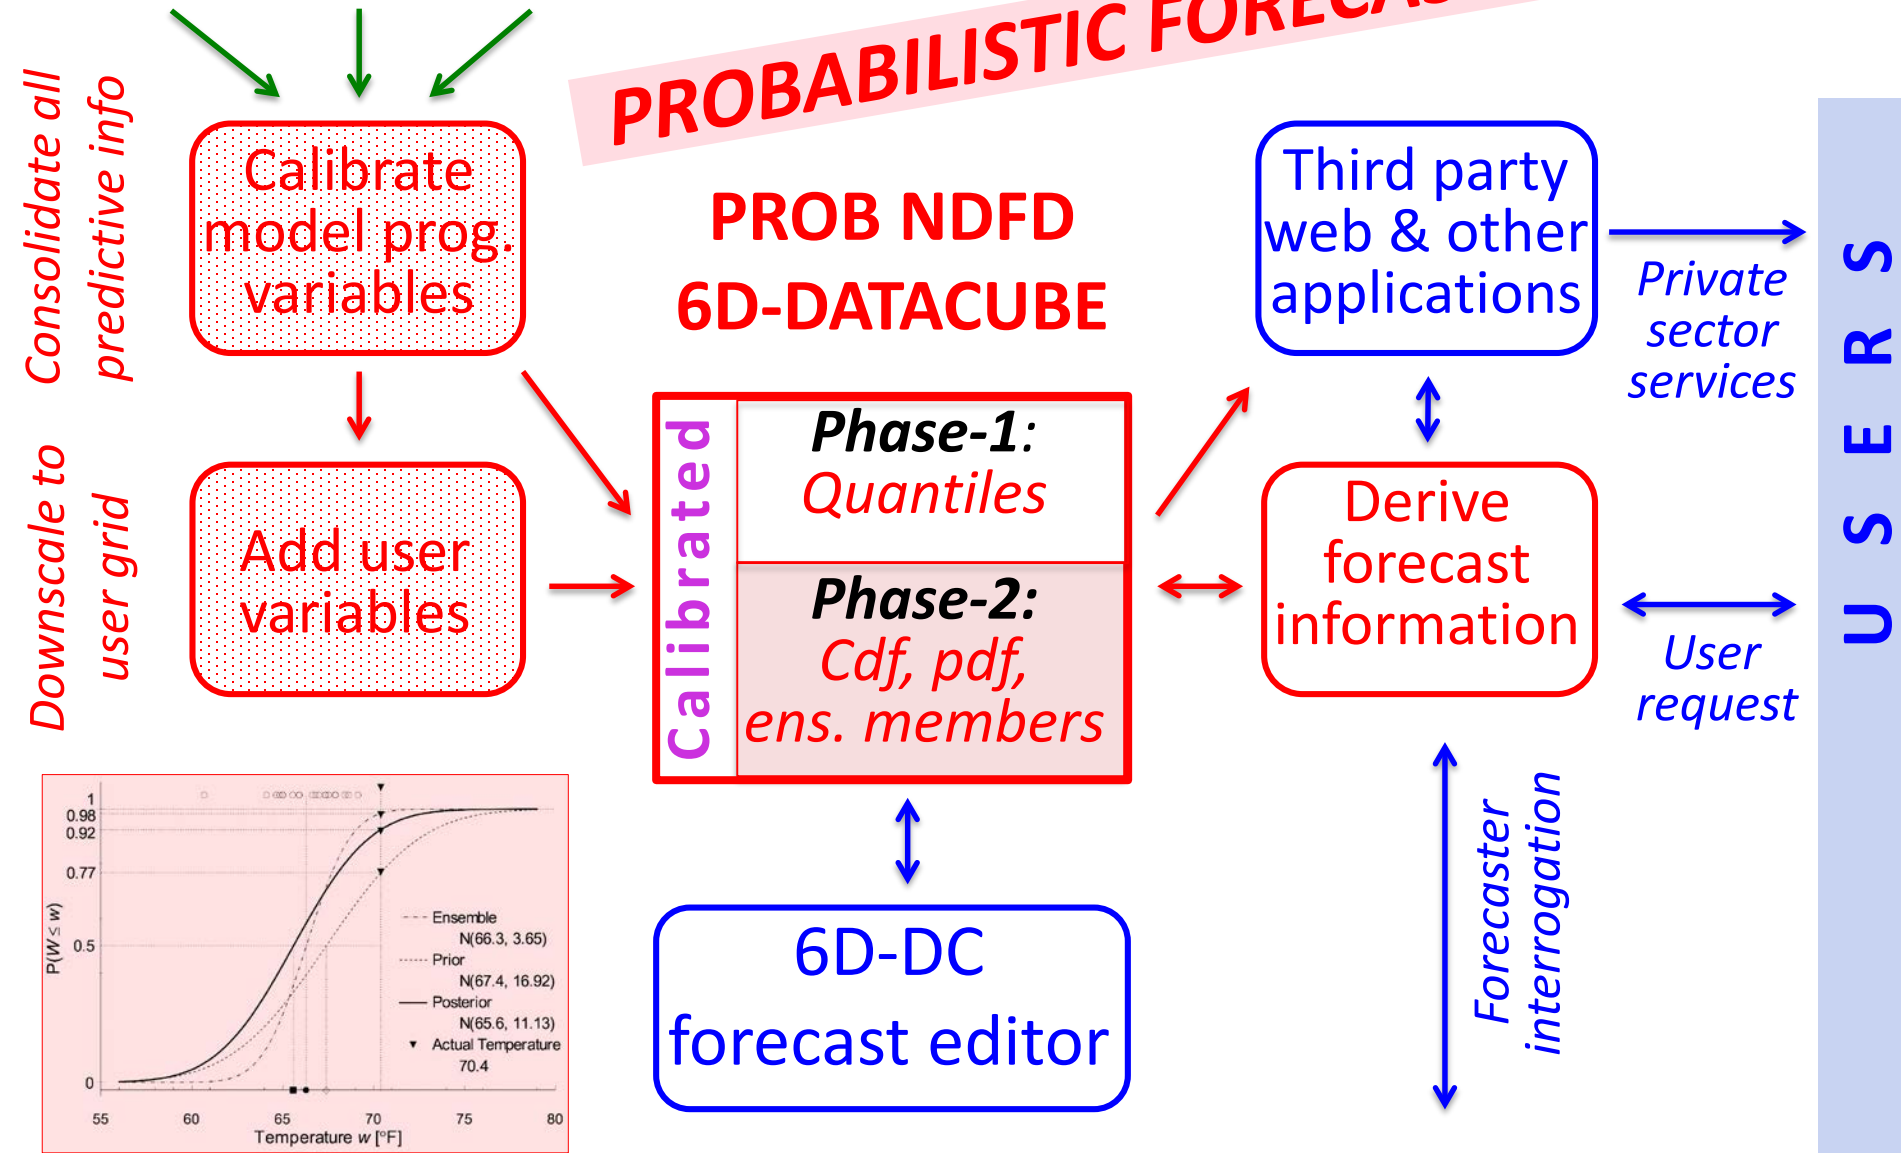 PROBABILISTIC
Consolidate all
predictive info
Calibrate
model prog.
variables
PROB NDFD
6D-DATACUBE
Third party
web & other
applications
Private
sector
services
USERS
Downscale to
user grid
Add user
variables
Calibrated
Phase-1:
Quantiles
Phase-2:
Cdf, pdf,
ens. members
Derive
forecast
information
User
request
Forecaster
interrogation
6D-DC
forecast editor
P(W ≤ w)
1
0.98
0.92
0.77
0.5
0
Ensemble
N(66.3, 3.65)
Prior
N(67.4, 16.92)
Posterior
N(65.6, 11.13)
Actual Temperature
70.4
55 60 65 70 75 80
Temperature w [°F]